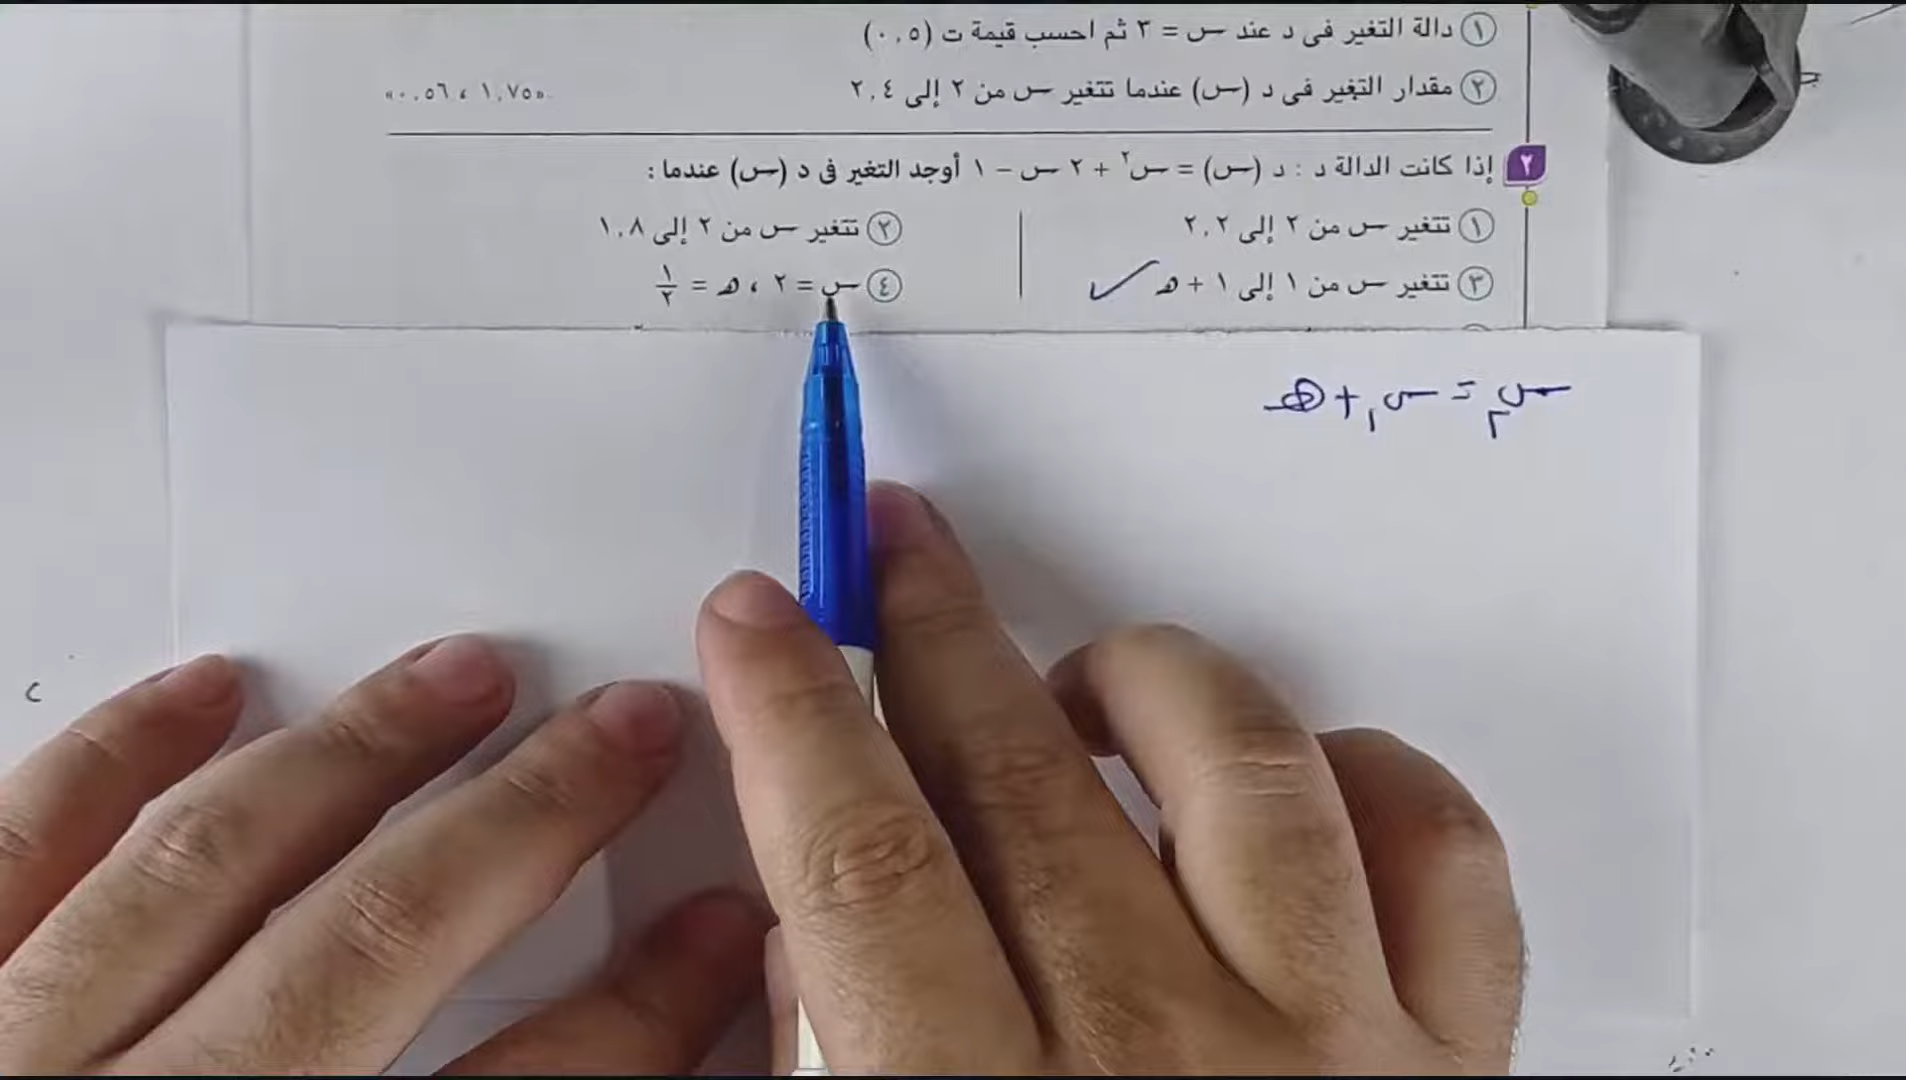 ① دالة التغير فى د عند س = ٣ ثم احسب قيمة ت (٠,٥)
② مقدار التغير فى د (س) عندما تتغير س من ٢ إلى ٢,٤ «١,٧٥ ، ٠,٥٦»
٢ إذا كانت الدالة د : د (س) = س٢ + ٢ س − ١ أوجد التغير فى د (س) عندما :
① تتغير س من ٢ إلى ٢,٢
② تتغير س من ٢ إلى ١,٨
③ تتغير س من ١ إلى ١ + هـ ✓
④ س = ٢ ، هـ = ١/٢
س٢ = س١ + هـ